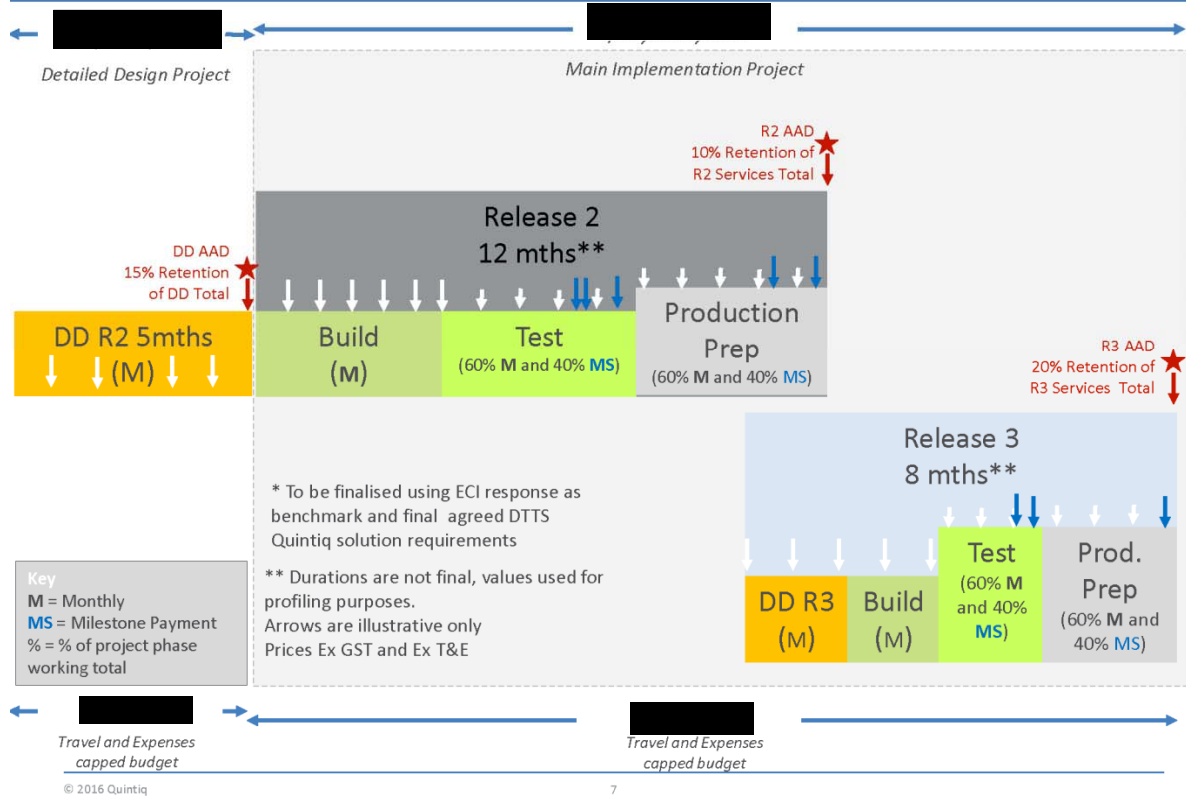 Detailed Design Project
Main Implementation Project
R2 AAD
10% Retention of
R2 Services Total
DD AAD
15% Retention
of DD Total
Release 2
12 mths**
DD R2 5mths
(M)
Build
(M)
Test
(60% M and 40% MS)
Production
Prep
(60% M and 40% MS)
R3 AAD
20% Retention of
R3 Services Total
Release 3
8 mths**
DD R3
(M)
Build
(M)
Test
(60% M
and 40%
MS)
Prod.
Prep
(60% M and
40% MS)
* To be finalised using ECI response as
benchmark and final agreed DTTS
Quintiq solution requirements
** Durations are not final, values used for
profiling purposes.
Arrows are illustrative only
Prices Ex GST and Ex T&E
Key
M = Monthly
MS = Milestone Payment
% = % of project phase
working total
Travel and Expenses
capped budget
Travel and Expenses
capped budget
© 2016 Quintiq
7